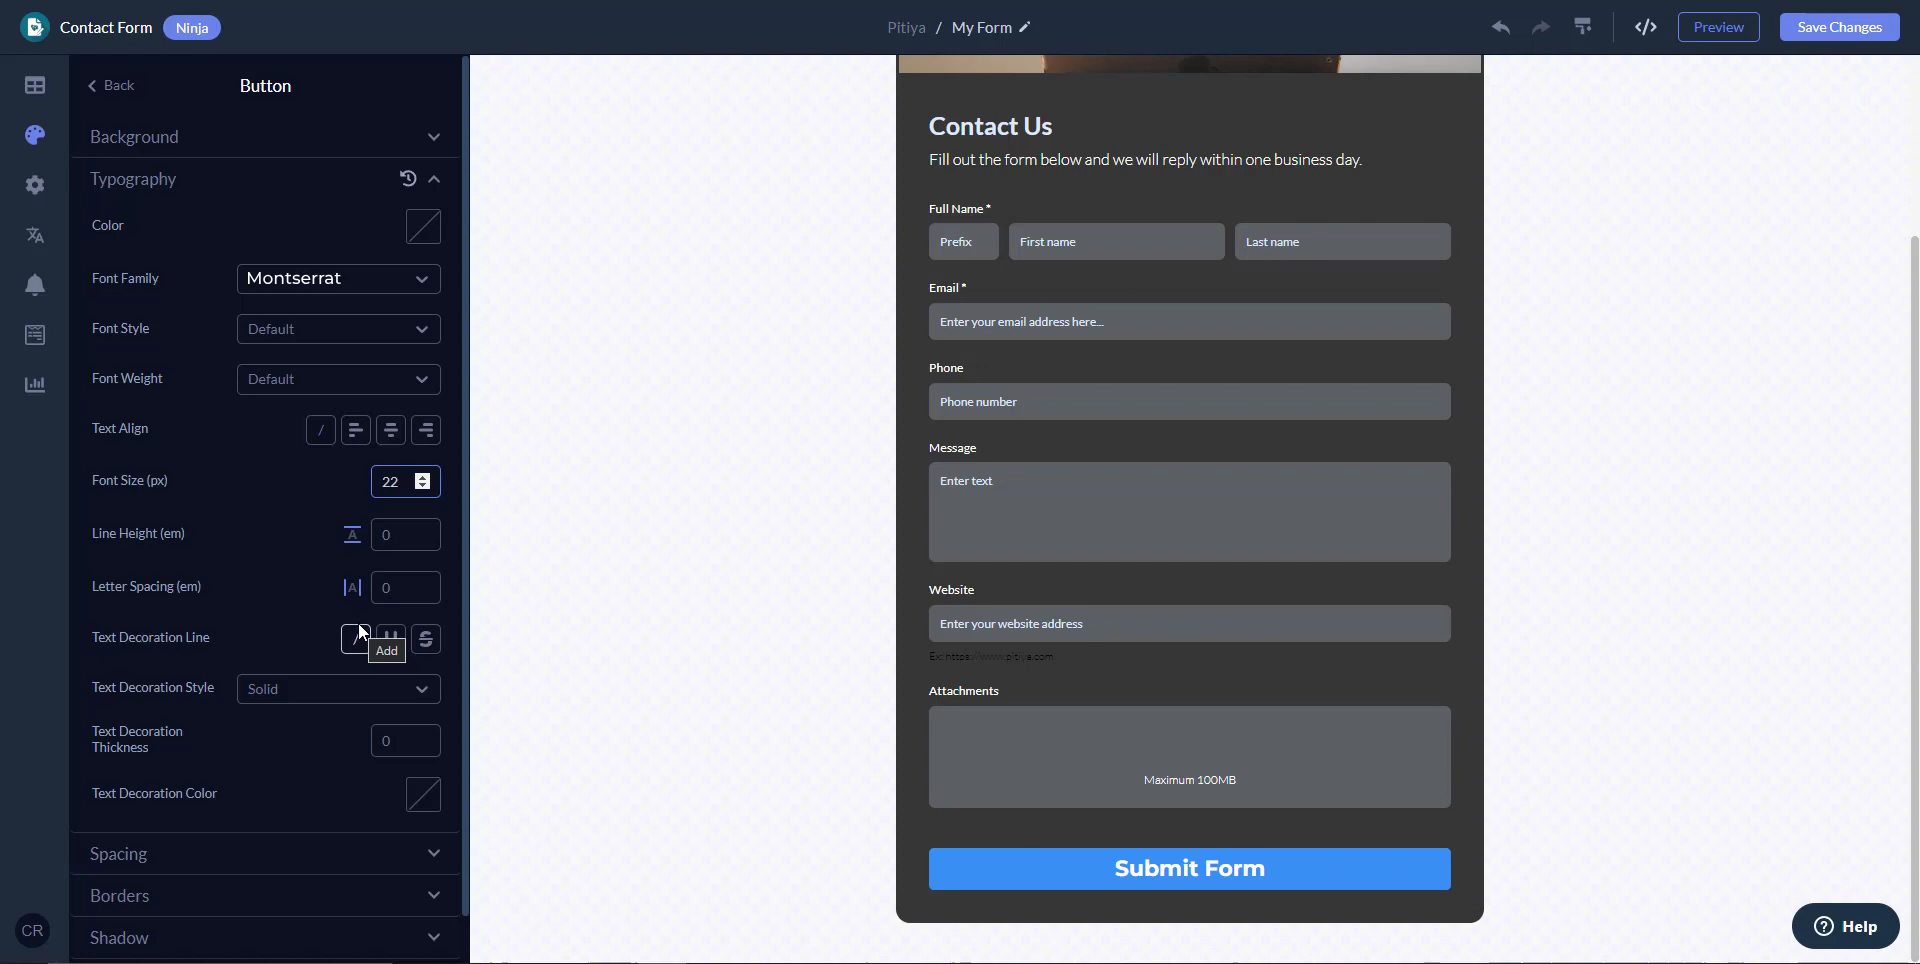 Contact Form Ninja
Pitiya / My Form
Preview
Save Changes
Back
Button
Background
Typography
Color
Font Family Montserrat
Font Style Default
Font Weight Default
Text Align /
Font Size (px) 22
Line Height (em) A 0
Letter Spacing (em) |A| 0
Text Decoration Line / U S
Add
Text Decoration Style Solid
Text Decoration
Thickness
0
Text Decoration Color
Spacing
Borders
Shadow
CR
Contact Us
Fill out the form below and we will reply within one business day.
Full Name *
Prefix First name Last name
Email *
Enter your email address here...
Phone
Phone number
Message
Enter text
Website
Enter your website address
Ex: https://www.pitiya.com
Attachments
Maximum 100MB
Submit Form
Help